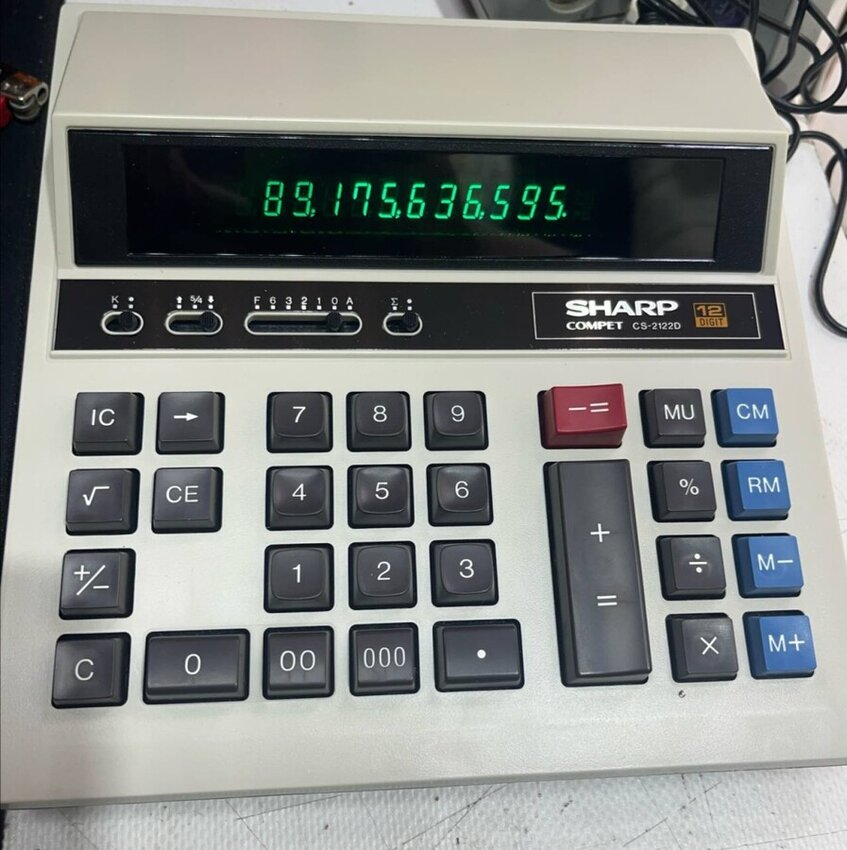 89,175,636,595.
K •
⬆ 5/4 ⬇
F 6 3 2 1 0 A
Σ •
SHARP
COMPET CS-2122D
12
DIGIT
IC → 7 8 9 −= MU CM
√ CE 4 5 6 + = % RM
+/− 1 2 3 ÷ M−
C 0 00 000 • × M+